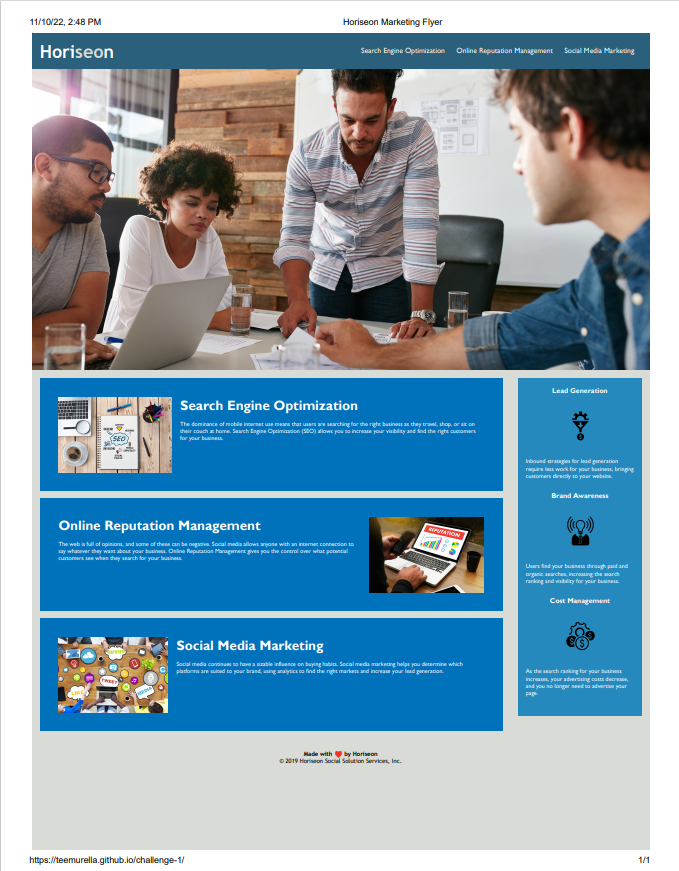 11/10/22, 2:48 PM
Horiseon Marketing Flyer
Horiseon
Search Engine Optimization
Online Reputation Management
Social Media Marketing
SEO
Search Engine Optimization
The dominance of mobile internet use means that users are searching for the right business as they travel, shop, or sit on
their couch at home. Search Engine Optimization (SEO) allows you to increase your visibility and find the right customers
for your business.
Online Reputation Management
The web is full of opinions, and some of these can be negative. Social media allows anyone with an internet connection to
say whatever they want about your business. Online Reputation Management gives you the control over what potential
customers see when they search for your business.
REPUTATION
TWEET
LIKE
Social Media Marketing
Social media continues to have a sizable influence on buying habits. Social media marketing helps you determine which
platforms are suited to your brand, using analytics to find the right markets and increase your lead generation.
Lead Generation
Inbound strategies for lead generation
require less work for your business, bringing
customers directly to your website.
Brand Awareness
Users find your business through paid and
organic searches, increasing the search
ranking and visibility for your business.
Cost Management
As the search ranking for your business
increases, your advertising costs decrease,
and you no longer need to advertise your
page.
Made with ❤️ by Horiseon
© 2019 Horiseon Social Solution Services, Inc.
https://teemurella.github.io/challenge-1/
1/1